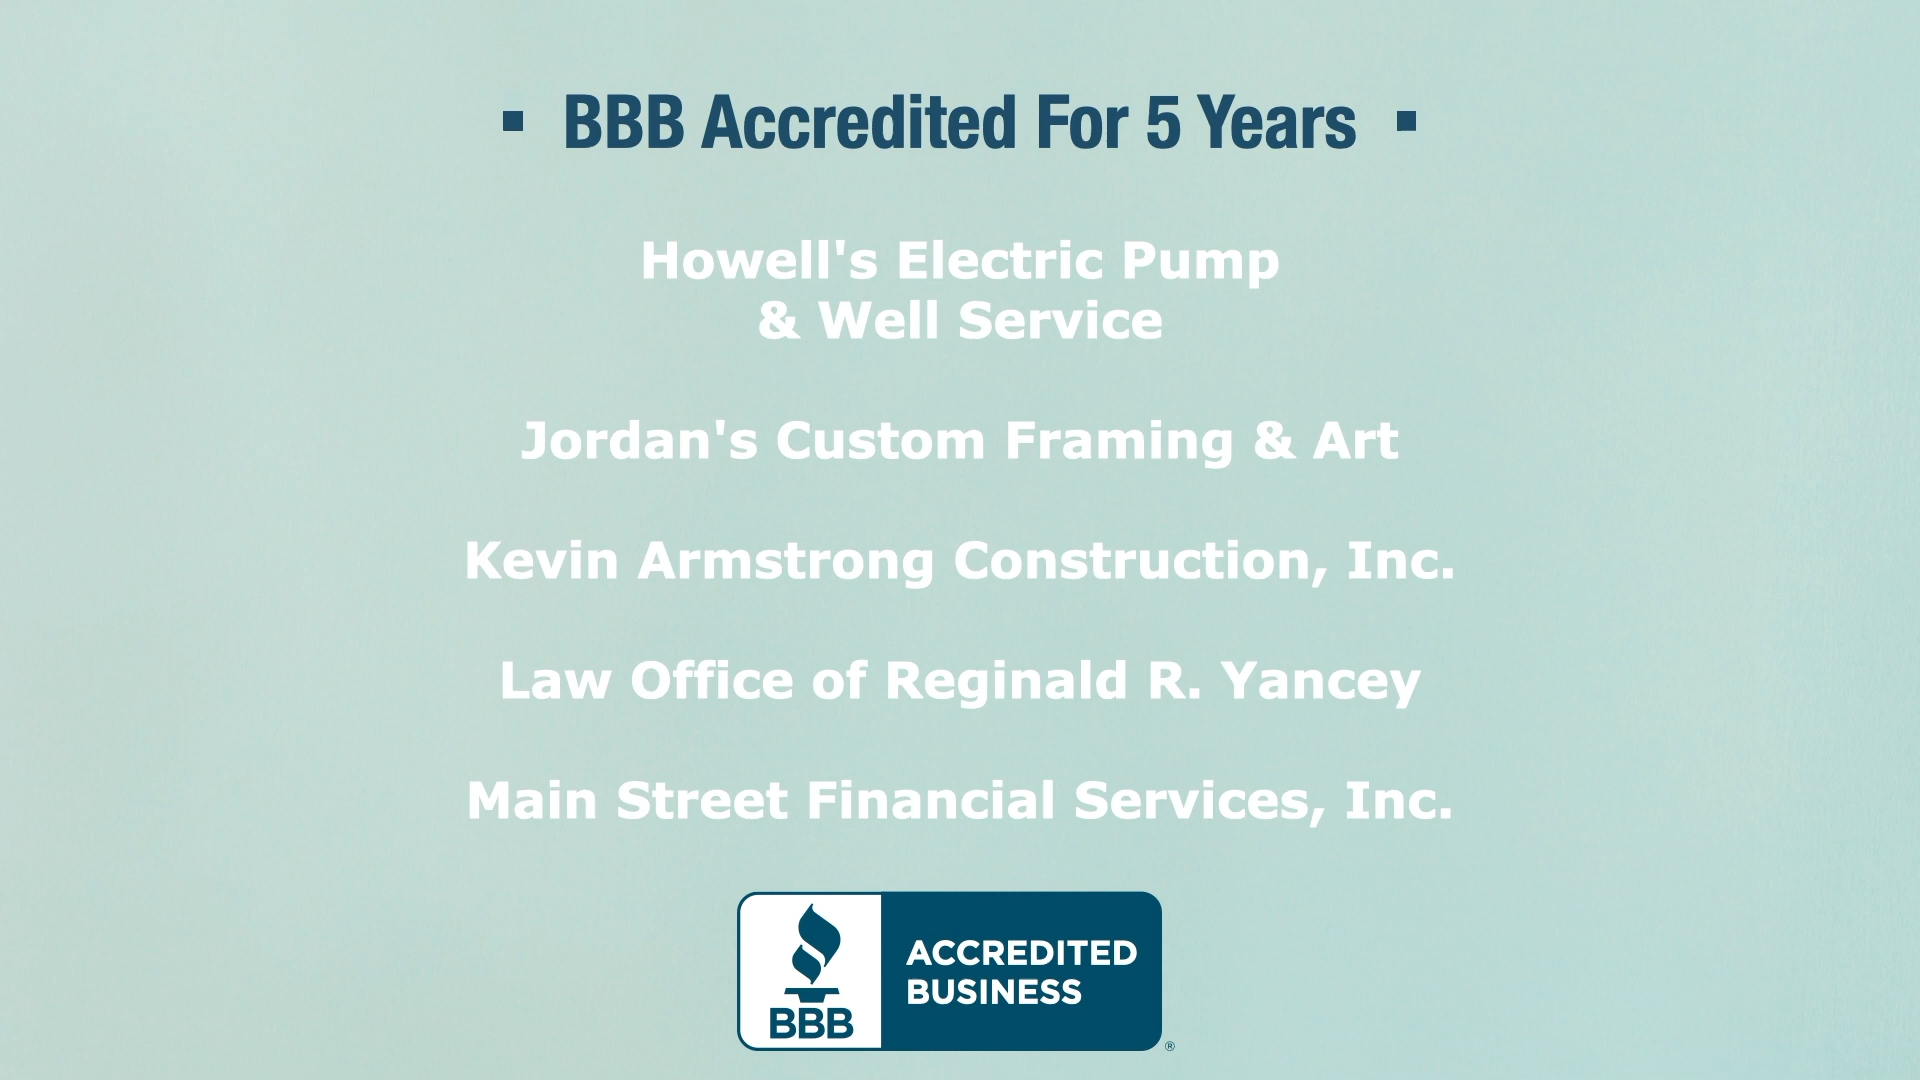 ▪ BBB Accredited For 5 Years ▪
Howell's Electric Pump
& Well Service
Jordan's Custom Framing & Art
Kevin Armstrong Construction, Inc.
Law Office of Reginald R. Yancey
Main Street Financial Services, Inc.
BBB
ACCREDITED
BUSINESS
®